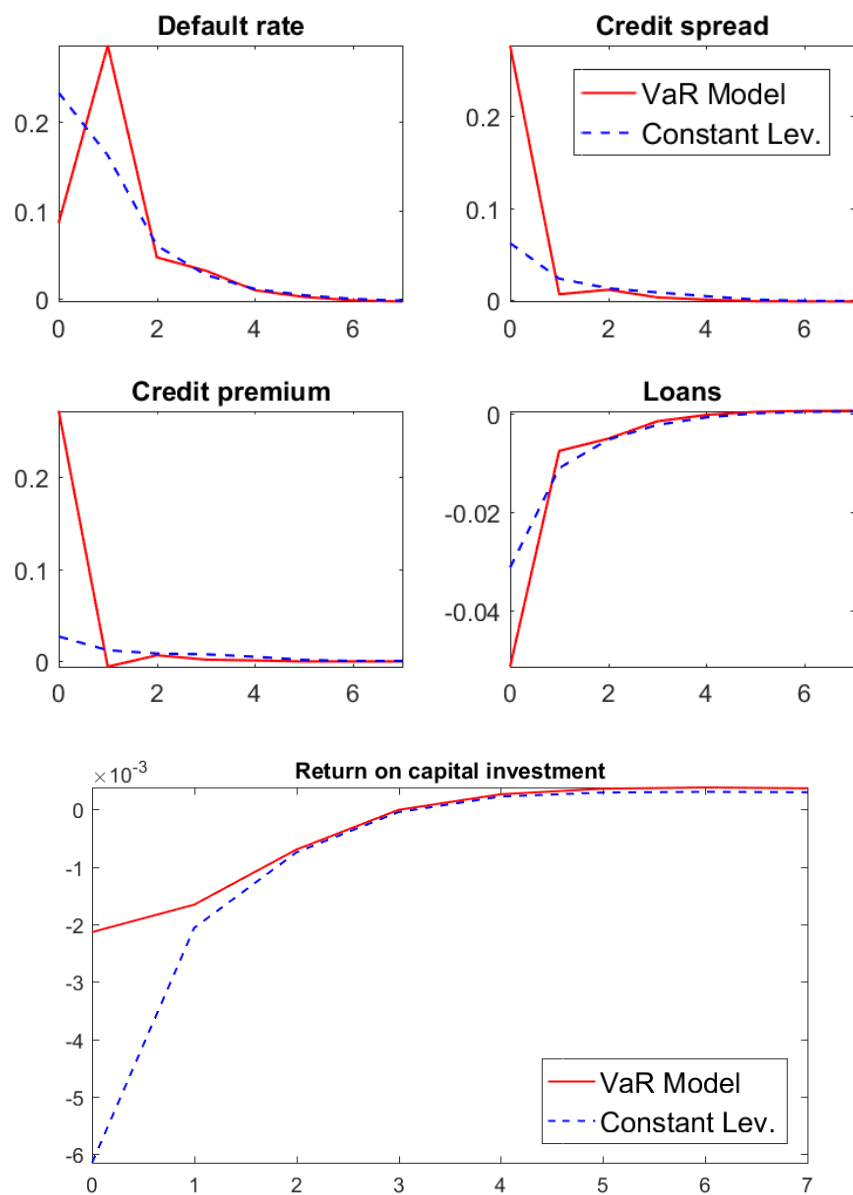 Default rate
0.2
0.1
0
0 2 4 6
Credit spread
VaR Model
Constant Lev.
0.2
0.1
0
0 2 4 6
Credit premium
0.2
0.1
0
0 2 4 6
Loans
0
-0.02
-0.04
0 2 4 6
Return on capital investment
×10^-3
0
-1
-2
-3
-4
-5
-6
VaR Model
Constant Lev.
0 1 2 3 4 5 6 7